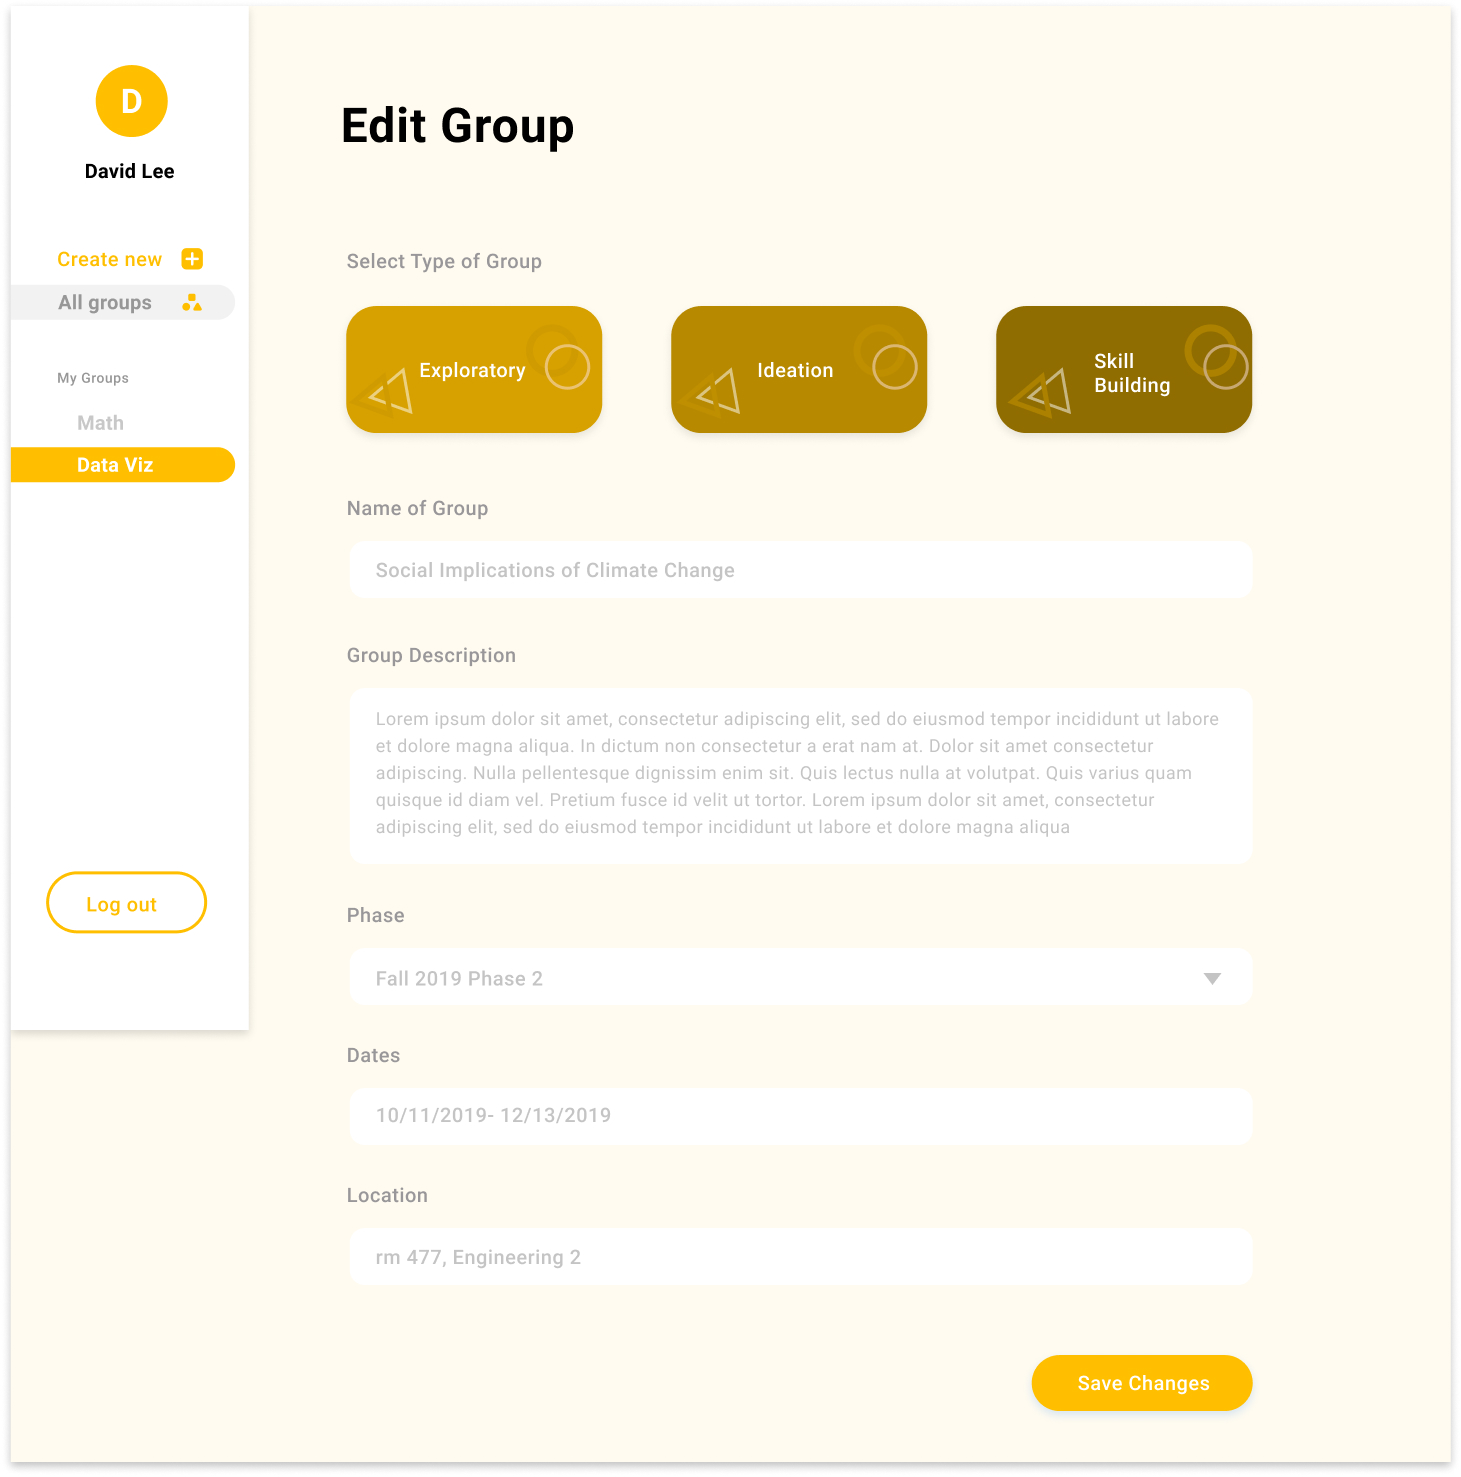 D
David Lee
Create new
All groups
My Groups
Math
Data Viz
Log out
Edit Group
Select Type of Group
Exploratory
Ideation
Skill
Building
Name of Group
Social Implications of Climate Change
Group Description
Lorem ipsum dolor sit amet, consectetur adipiscing elit, sed do eiusmod tempor incididunt ut labore
et dolore magna aliqua. In dictum non consectetur a erat nam at. Dolor sit amet consectetur
adipiscing. Nulla pellentesque dignissim enim sit. Quis lectus nulla at volutpat. Quis varius quam
quisque id diam vel. Pretium fusce id velit ut tortor. Lorem ipsum dolor sit amet, consectetur
adipiscing elit, sed do eiusmod tempor incididunt ut labore et dolore magna aliqua
Phase
Fall 2019 Phase 2
Dates
10/11/2019- 12/13/2019
Location
rm 477, Engineering 2
Save Changes